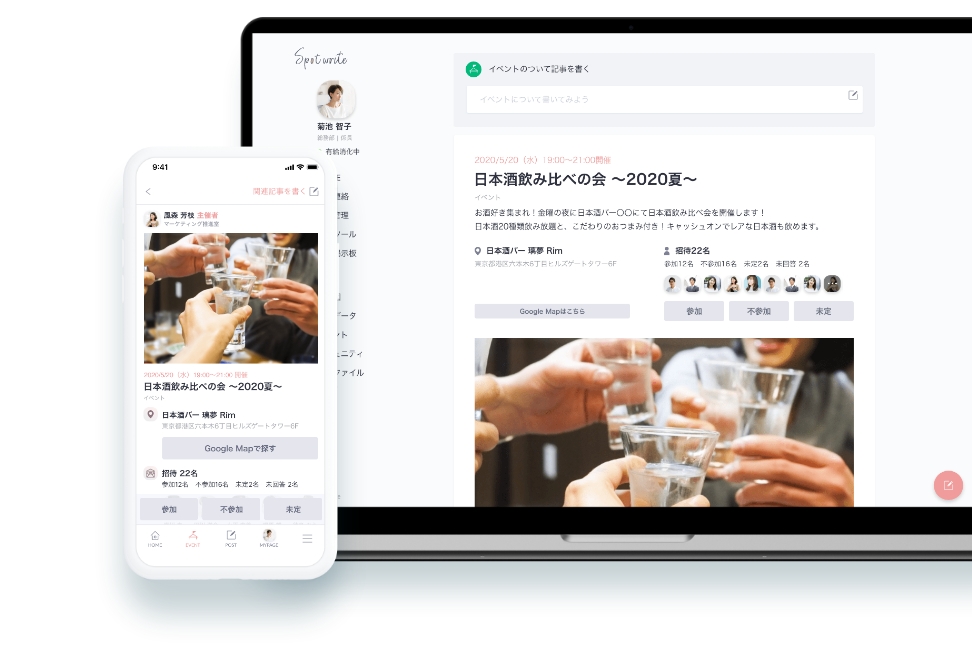 Spotwrite
菊池 智子
有給消化中
イベントのついて記事を書く
イベントについて書いてみよう
2020/5/20（水）19:00〜21:00開催
日本酒飲み比べの会 〜2020夏〜
イベント
お酒好き集まれ！金曜の夜に日本酒バー〇〇にて日本酒飲み比べ会を開催します！
日本酒20種類飲み放題と、こだわりのおつまみ付き！キャッシュオンでレアな日本酒も飲めます。
日本酒バー 璃夢 Rim
東京都港区六本木6丁目ヒルズゲートタワー6F
Google Mapはこちら
招待22名
参加12名 不参加16名 未定2名 未回答 2名
参加 不参加 未定
9:41
関連記事を書く
風森 芳枝 主催者
マーケティング推進室
2020/5/20（水）19:00〜21:00 開催
日本酒飲み比べの会 〜2020夏〜
イベント
日本酒バー 璃夢 Rim
東京都港区六本木6丁目ヒルズゲートタワー6F
Google Mapで探す
招待 22名
参加12名 不参加16名 未定2名 未回答 2名
参加 不参加 未定
HOME EVENT POST MYPAGE